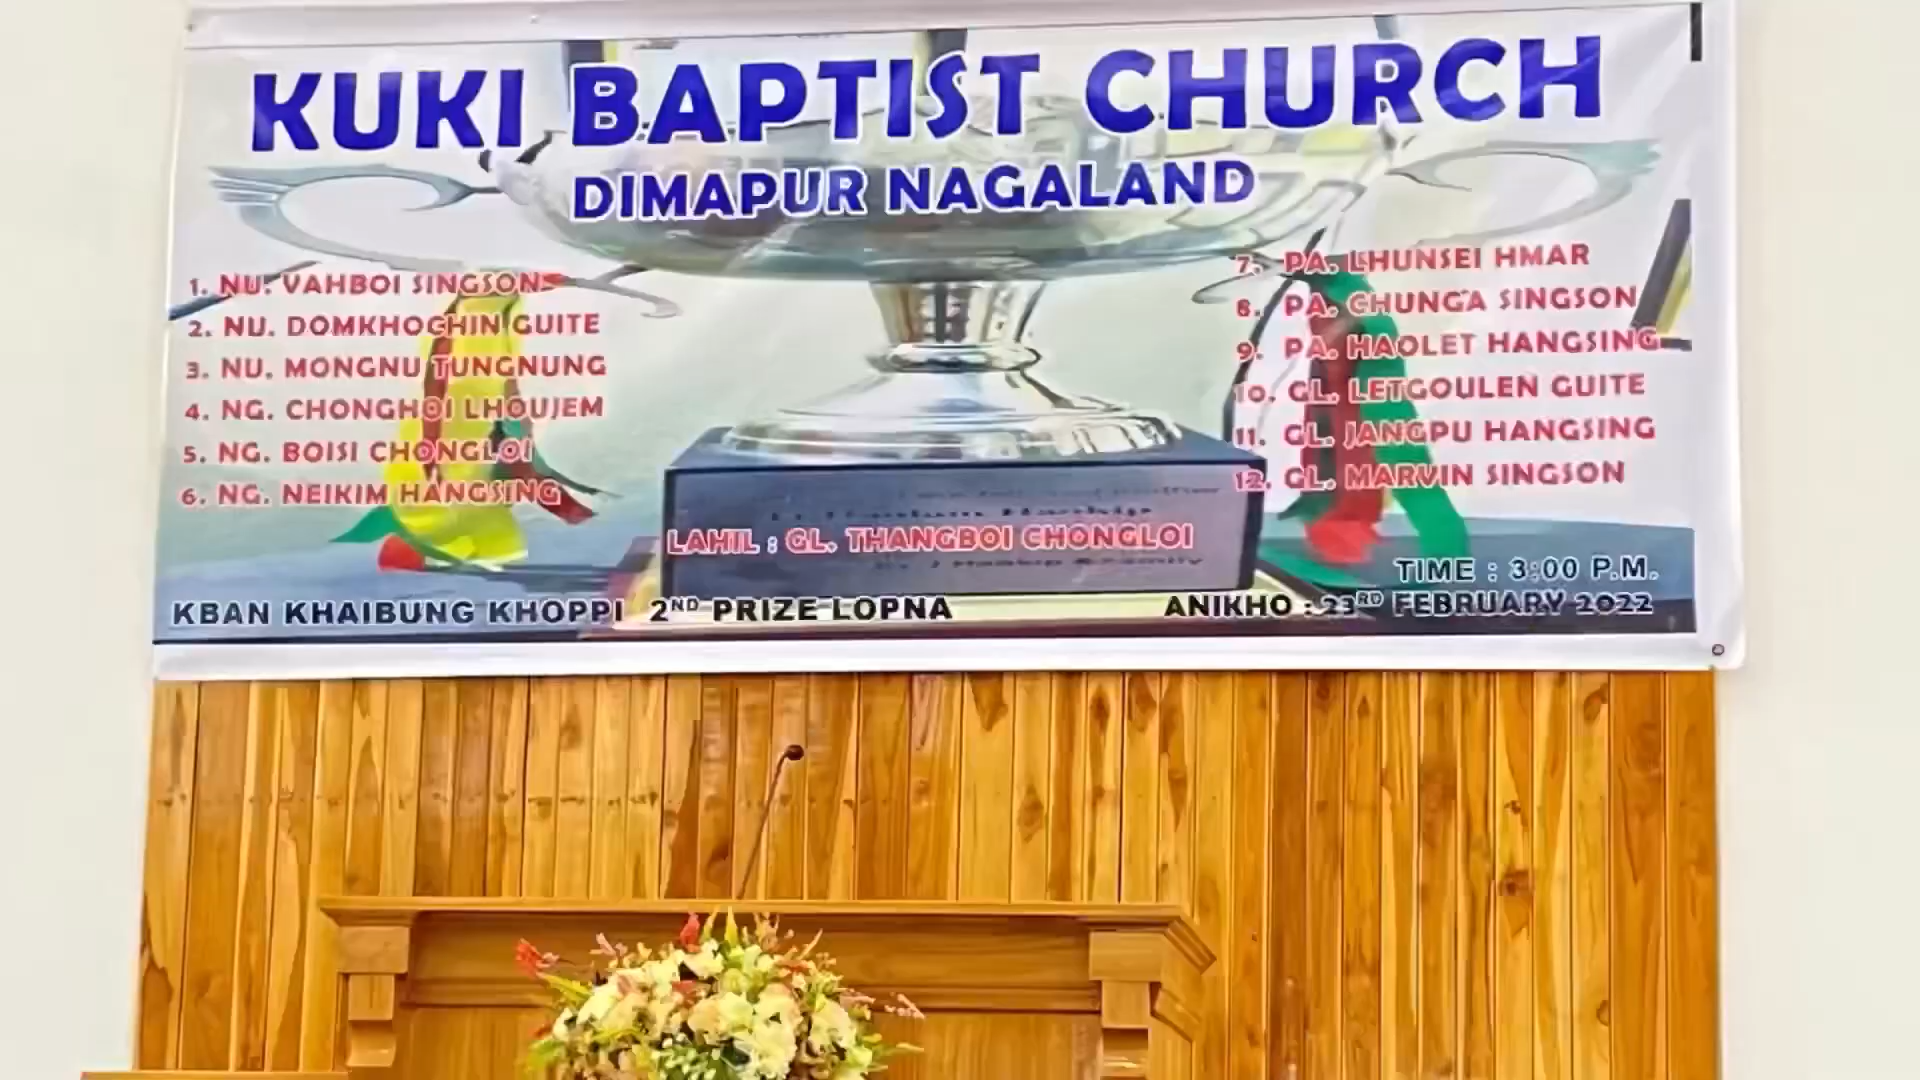 KUKI BAPTIST CHURCH
DIMAPUR NAGALAND
1. NU. VAHBOI SINGSON
2. NU. DOMKHOCHIN GUITE
3. NU. MONGNU TUNGNUNG
4. NG. CHONGHOI LHOUJEM
5. NG. BOISI CHONGLOI
6. NG. NEIKIM HANGSING
7. PA. LHUNSEI HMAR
8. PA. CHUNGA SINGSON
9. PA. HAOLET HANGSING
10. GL. LETGOULEN GUITE
11. GL. JANGPU HANGSING
12. GL. MARVIN SINGSON
LAHIL : GL. THANGBOI CHONGLOI
TIME : 3:00 P.M.
KBAN KHAIBUNG KHOPPI 2ND PRIZE LOPNA
ANIKHO : 23RD FEBRUARY 2022